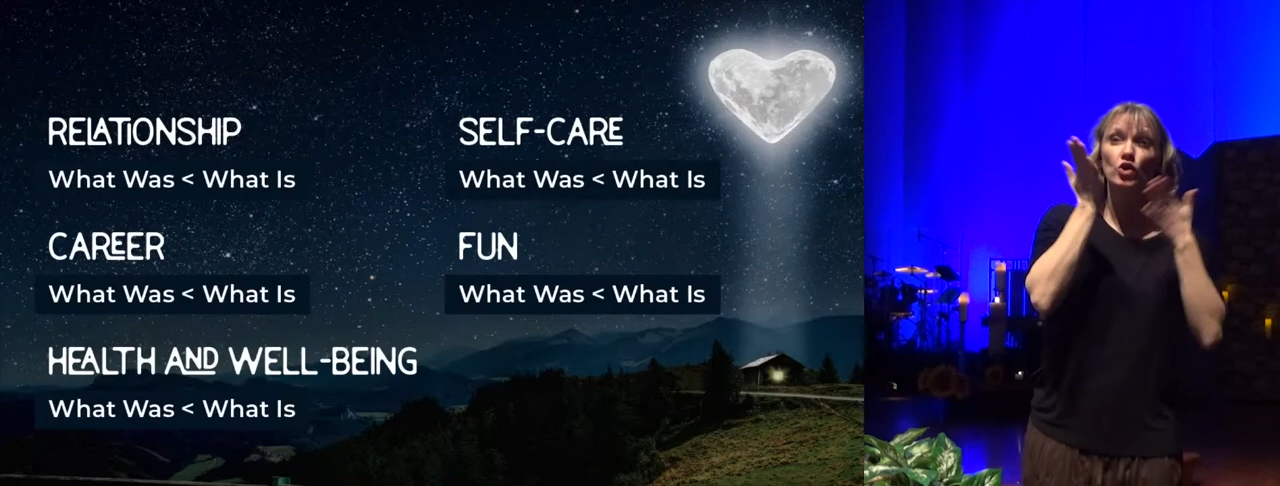 RELATIONSHIP
What Was < What Is
CAREER
What Was < What Is
HEALTH AND WELL-BEING
What Was < What Is
SELF-CARE
What Was < What Is
FUN
What Was < What Is